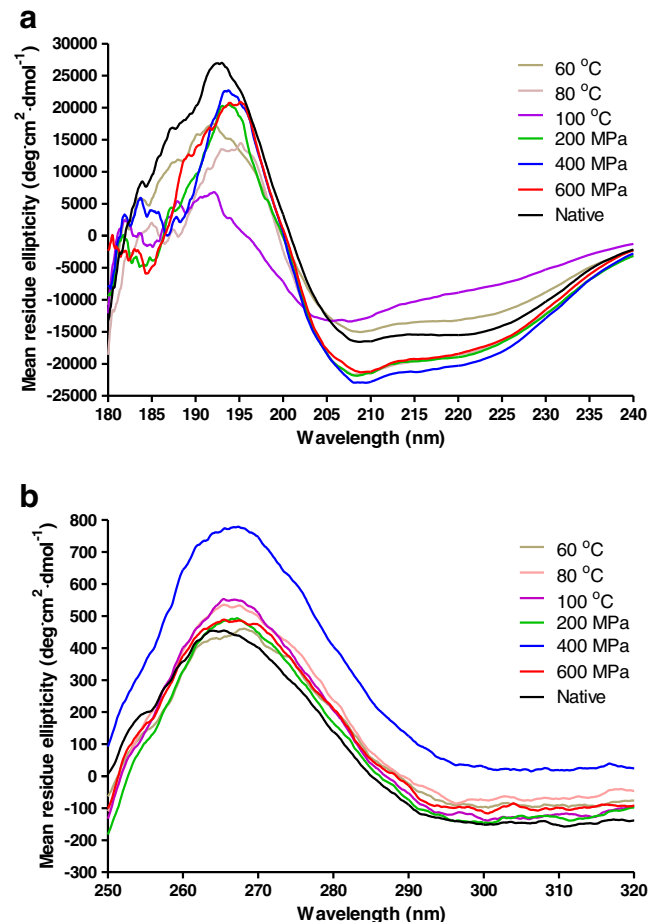 a
Mean residue ellipticity (deg·cm²·dmol⁻¹)
30000
25000
20000
15000
10000
5000
0
-5000
-10000
-15000
-20000
-25000
180 185 190 195 200 205 210 215 220 225 230 235 240
Wavelength (nm)
60 °C
80 °C
100 °C
200 MPa
400 MPa
600 MPa
Native
b
Mean residue ellipticity (deg·cm²·dmol⁻¹)
800
700
600
500
400
300
200
100
0
-100
-200
-300
250 260 270 280 290 300 310 320
Wavelength (nm)
60 °C
80 °C
100 °C
200 MPa
400 MPa
600 MPa
Native